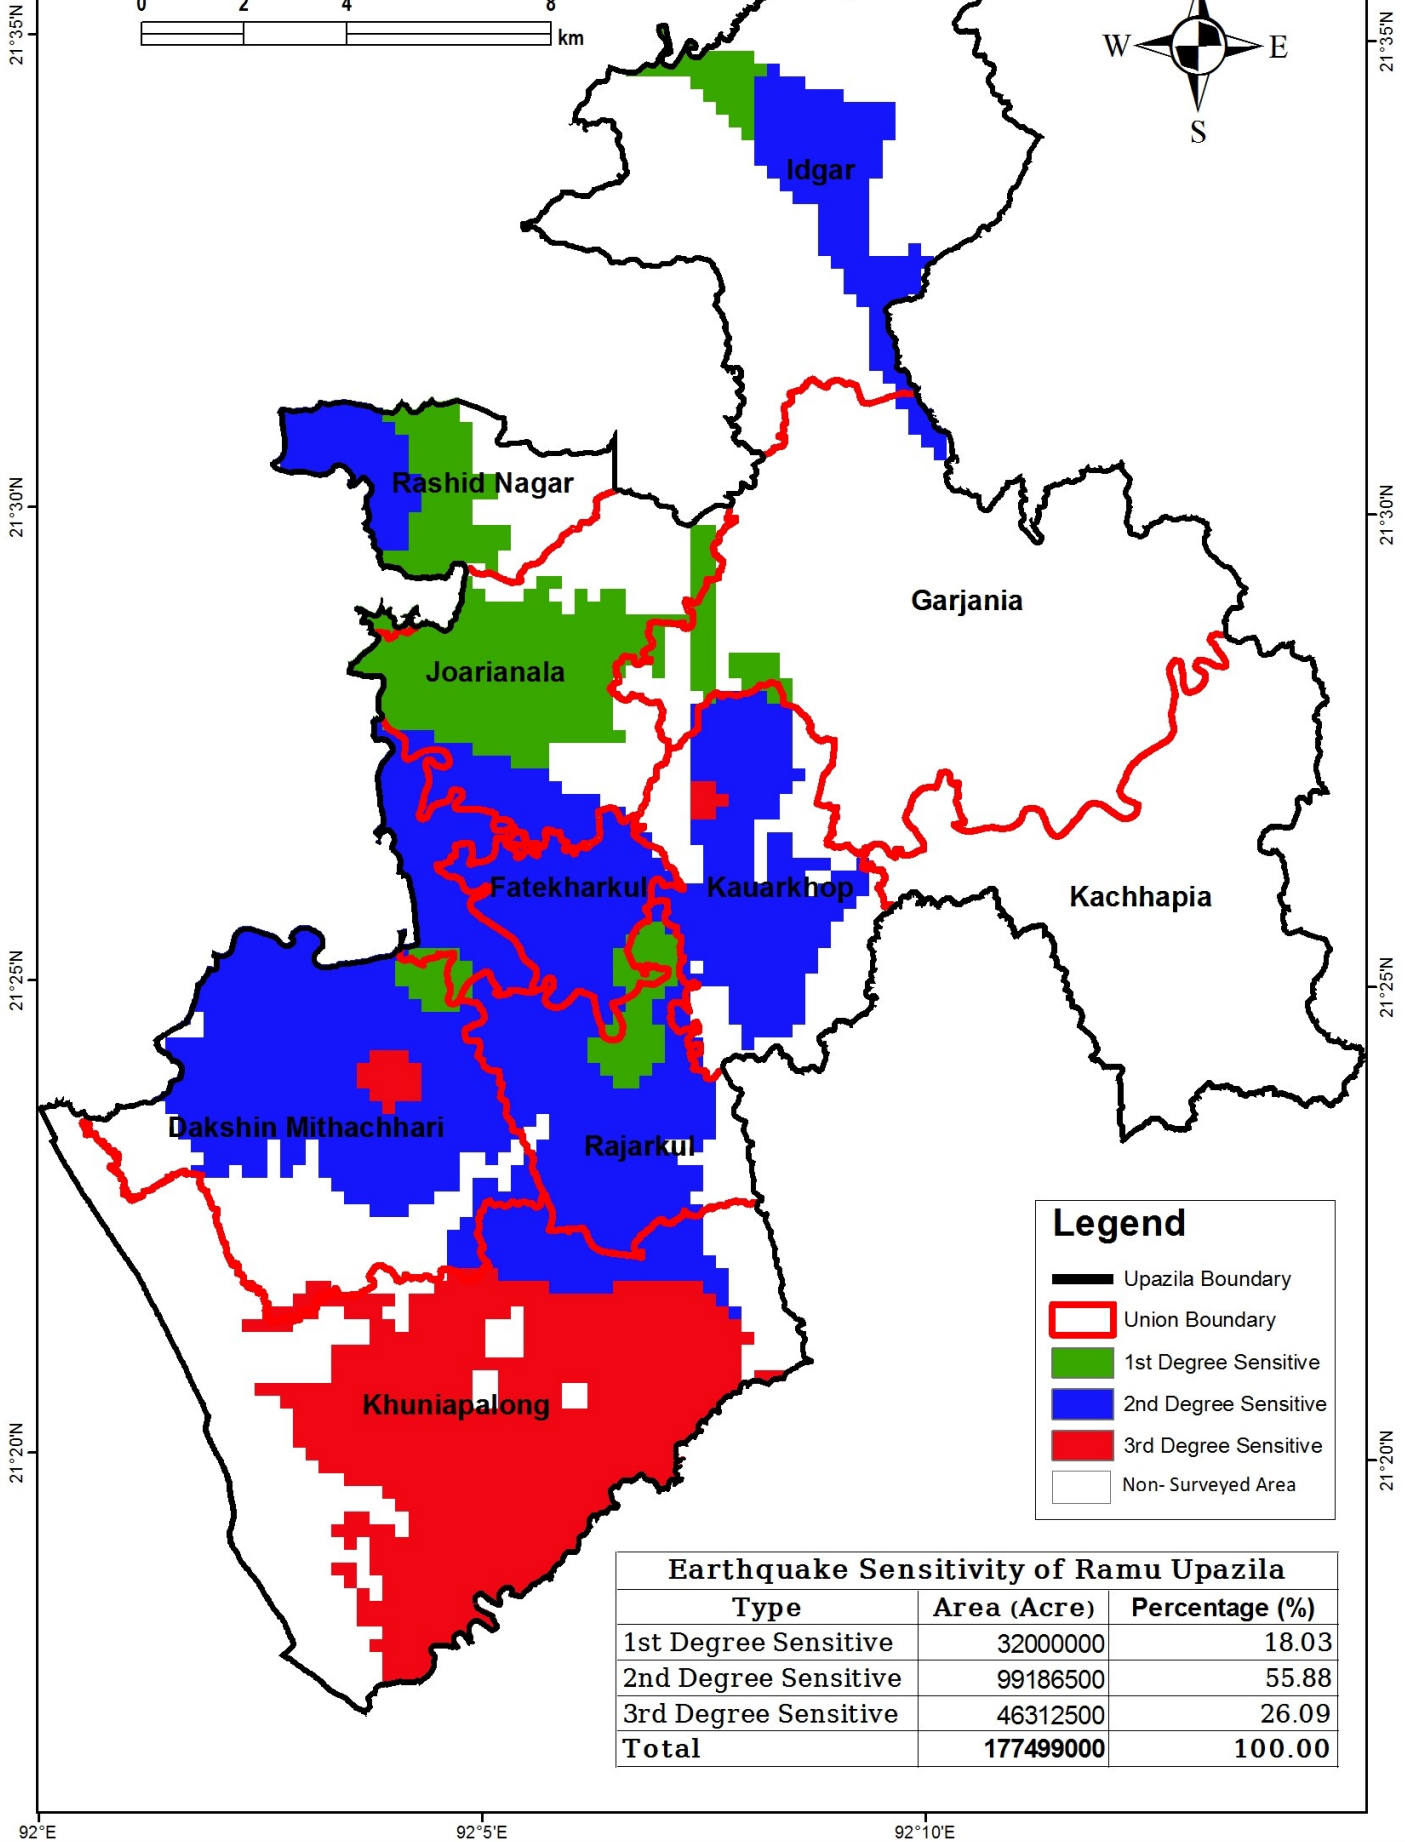 0 2 4 8
km
W E
S
21°35'N 21°35'N
Idgar
Rashid Nagar
21°30'N 21°30'N
Garjania
Joarianala
Fatekharkul Kauarkhop Kachhapia
21°25'N 21°25'N
Dakshin Mithachhari
Rajarkul
Legend
Upazila Boundary
Union Boundary
1st Degree Sensitive
2nd Degree Sensitive
3rd Degree Sensitive
Non- Surveyed Area
Khuniapalong
21°20'N 21°20'N
Earthquake Sensitivity of Ramu Upazila
Type Area (Acre) Percentage (%)
1st Degree Sensitive 32000000 18.03
2nd Degree Sensitive 99186500 55.88
3rd Degree Sensitive 46312500 26.09
Total 177499000 100.00
92°E 92°5'E 92°10'E